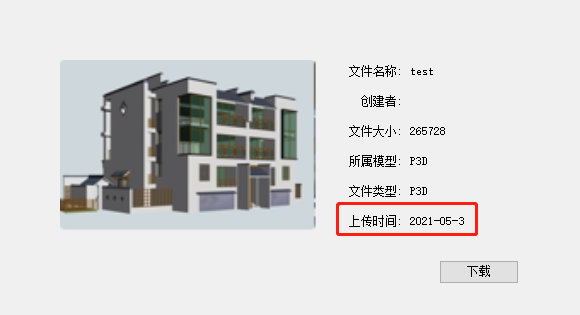 文件名称: test
创建者:
文件大小: 265728
所属模型: P3D
文件类型: P3D
上传时间: 2021-05-3
下载